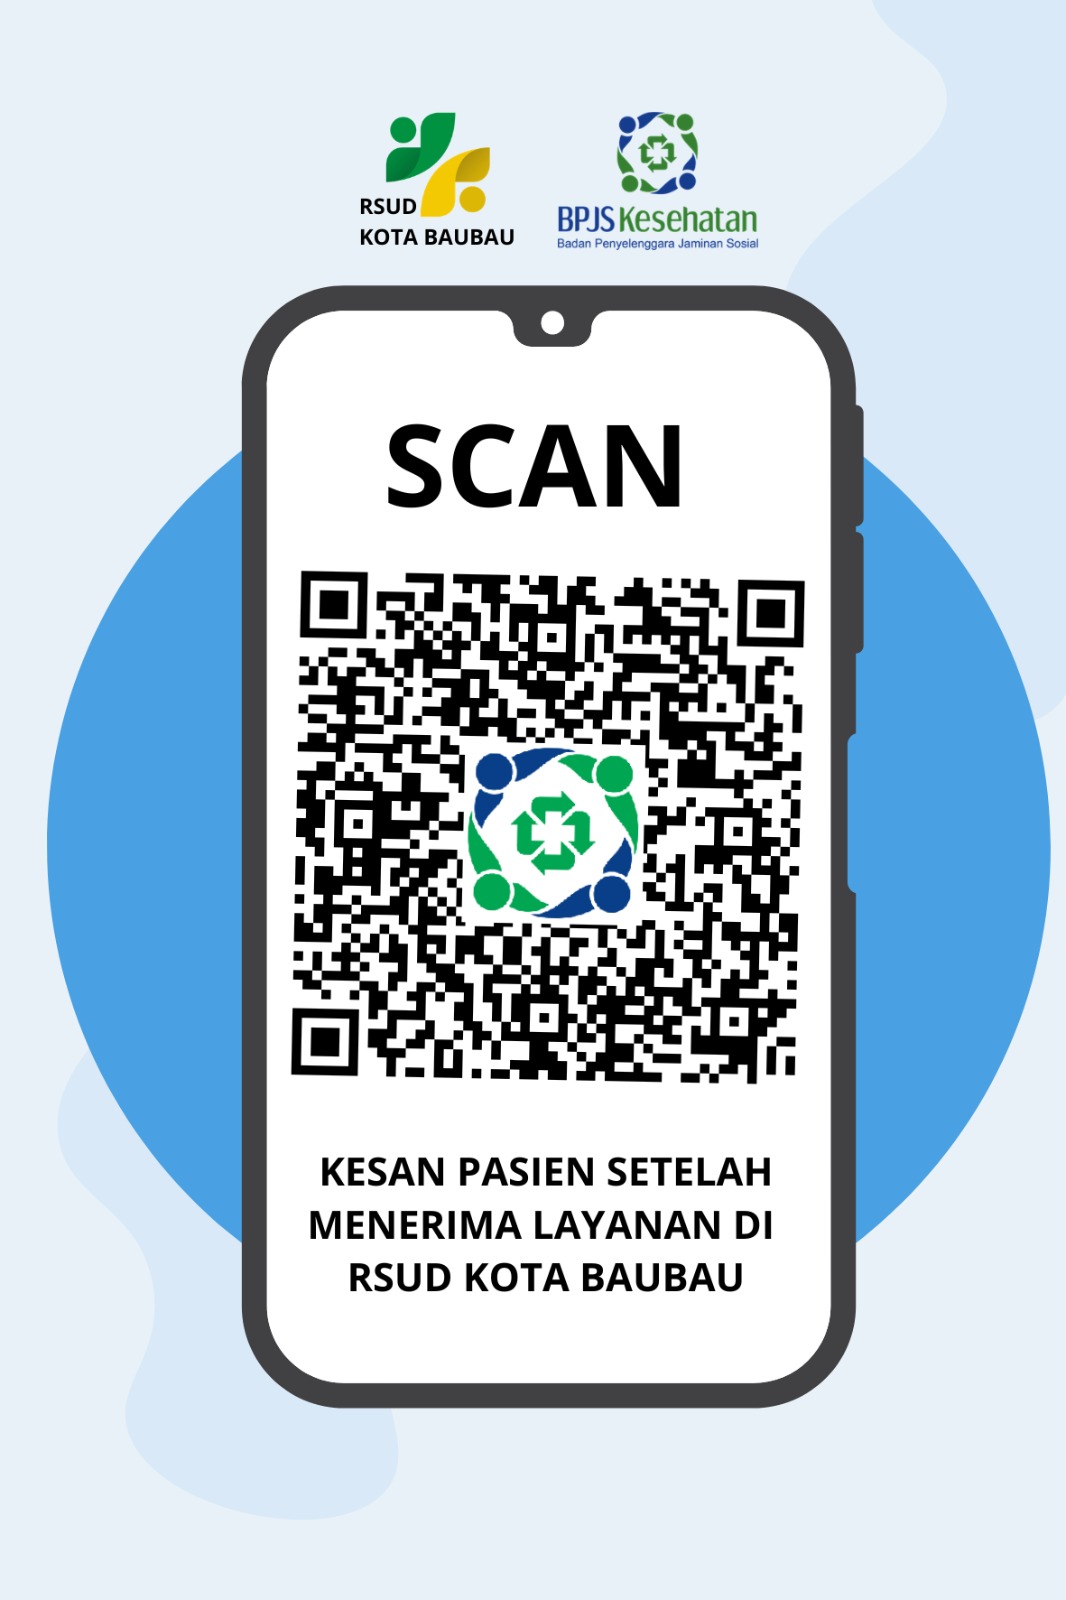 RSUD
KOTA BAUBAU
BPJS Kesehatan
Badan Penyelenggara Jaminan Sosial
SCAN
KESAN PASIEN SETELAH
MENERIMA LAYANAN DI
RSUD KOTA BAUBAU